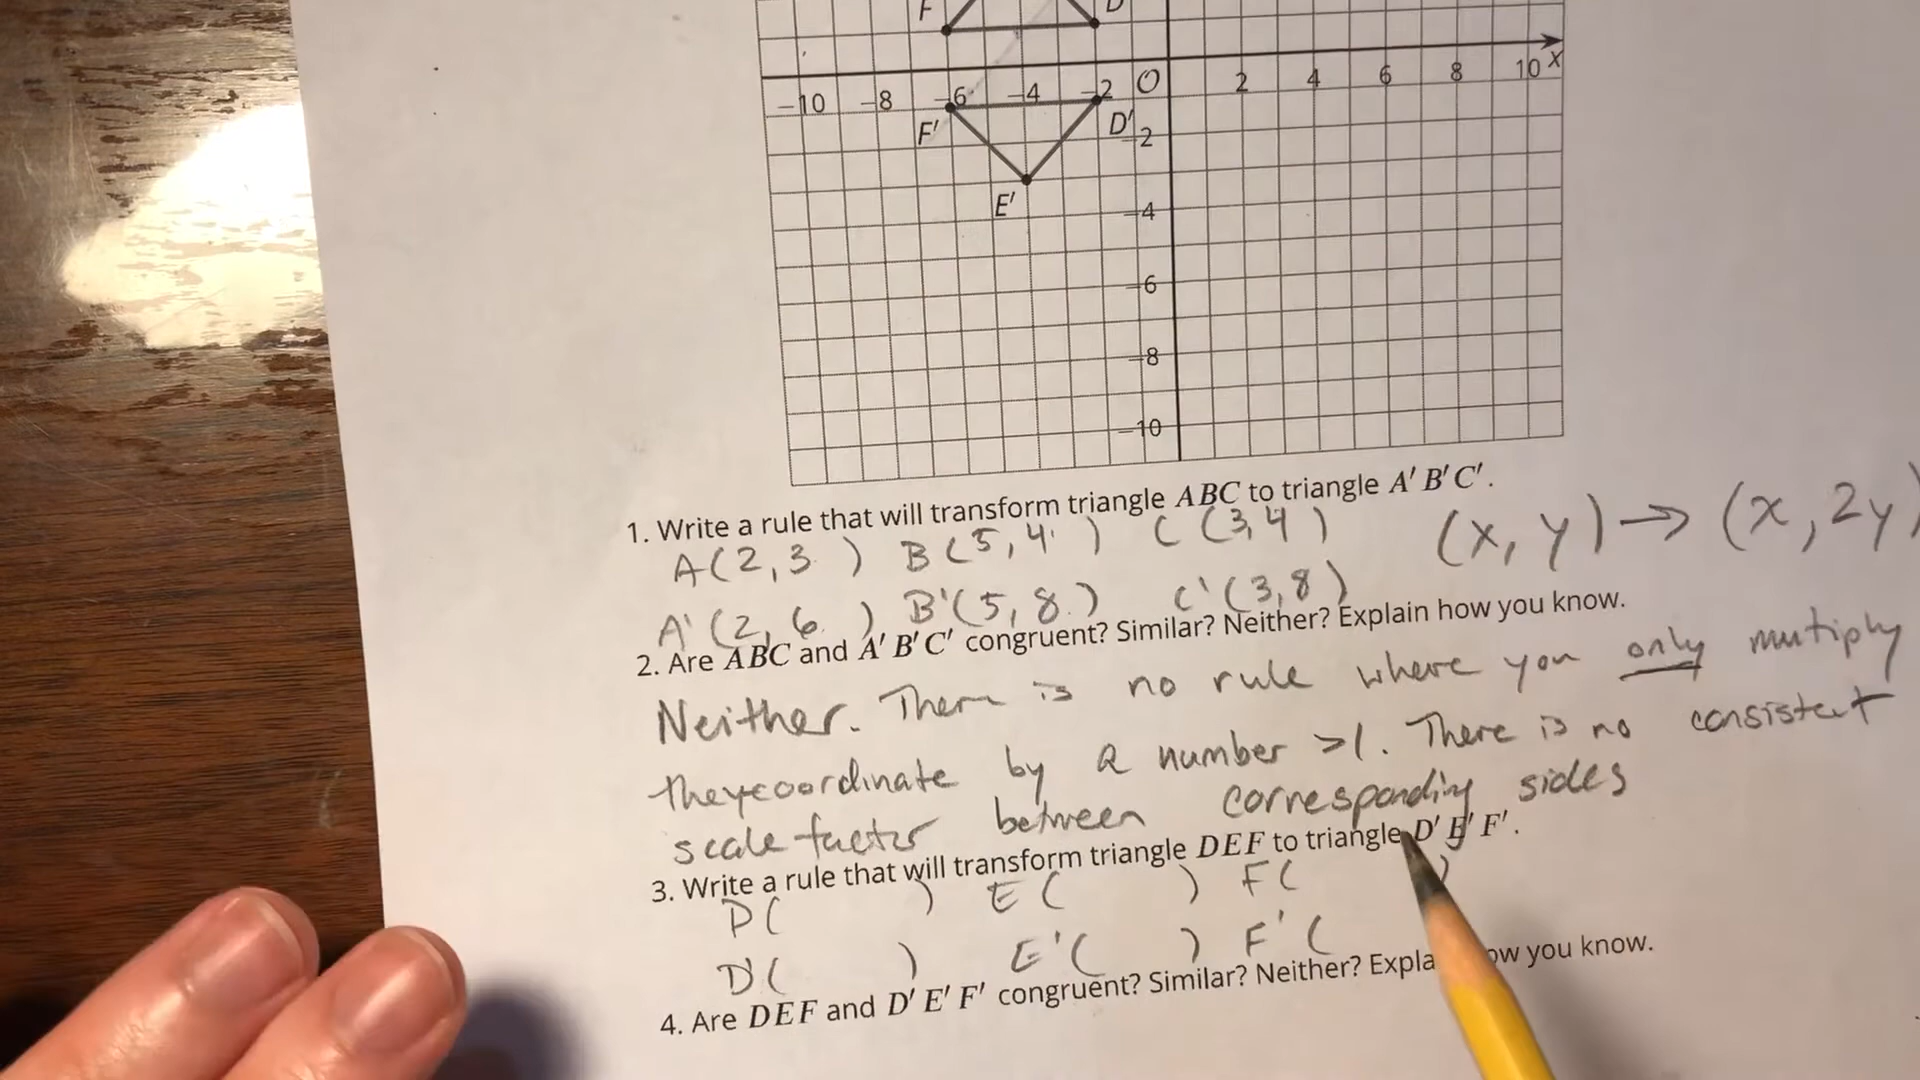 F D
x
−10 −8 −6 −4 −2 O 2 4 6 8 10
F' D' −2
E' −4
−6
−8
−10
1. Write a rule that will transform triangle ABC to triangle A' B' C'.
A(2,3 ) B(5,4 ) C (3,4) (x, y) → (x, 2y)
A' (2, 6 ) B'(5,8 ) C'(3,8)
2. Are ABC and A' B' C' congruent? Similar? Neither? Explain how you know.
Neither. There is no rule where you only multiply
the y coordinate by a number >1. There is no consistent
scale factor between corresponding sides
3. Write a rule that will transform triangle DEF to triangle D' E' F'.
D( ) E ( ) F( )
D'( ) E'( ) F' (
4. Are DEF and D' E' F' congruent? Similar? Neither? Expla ow you know.